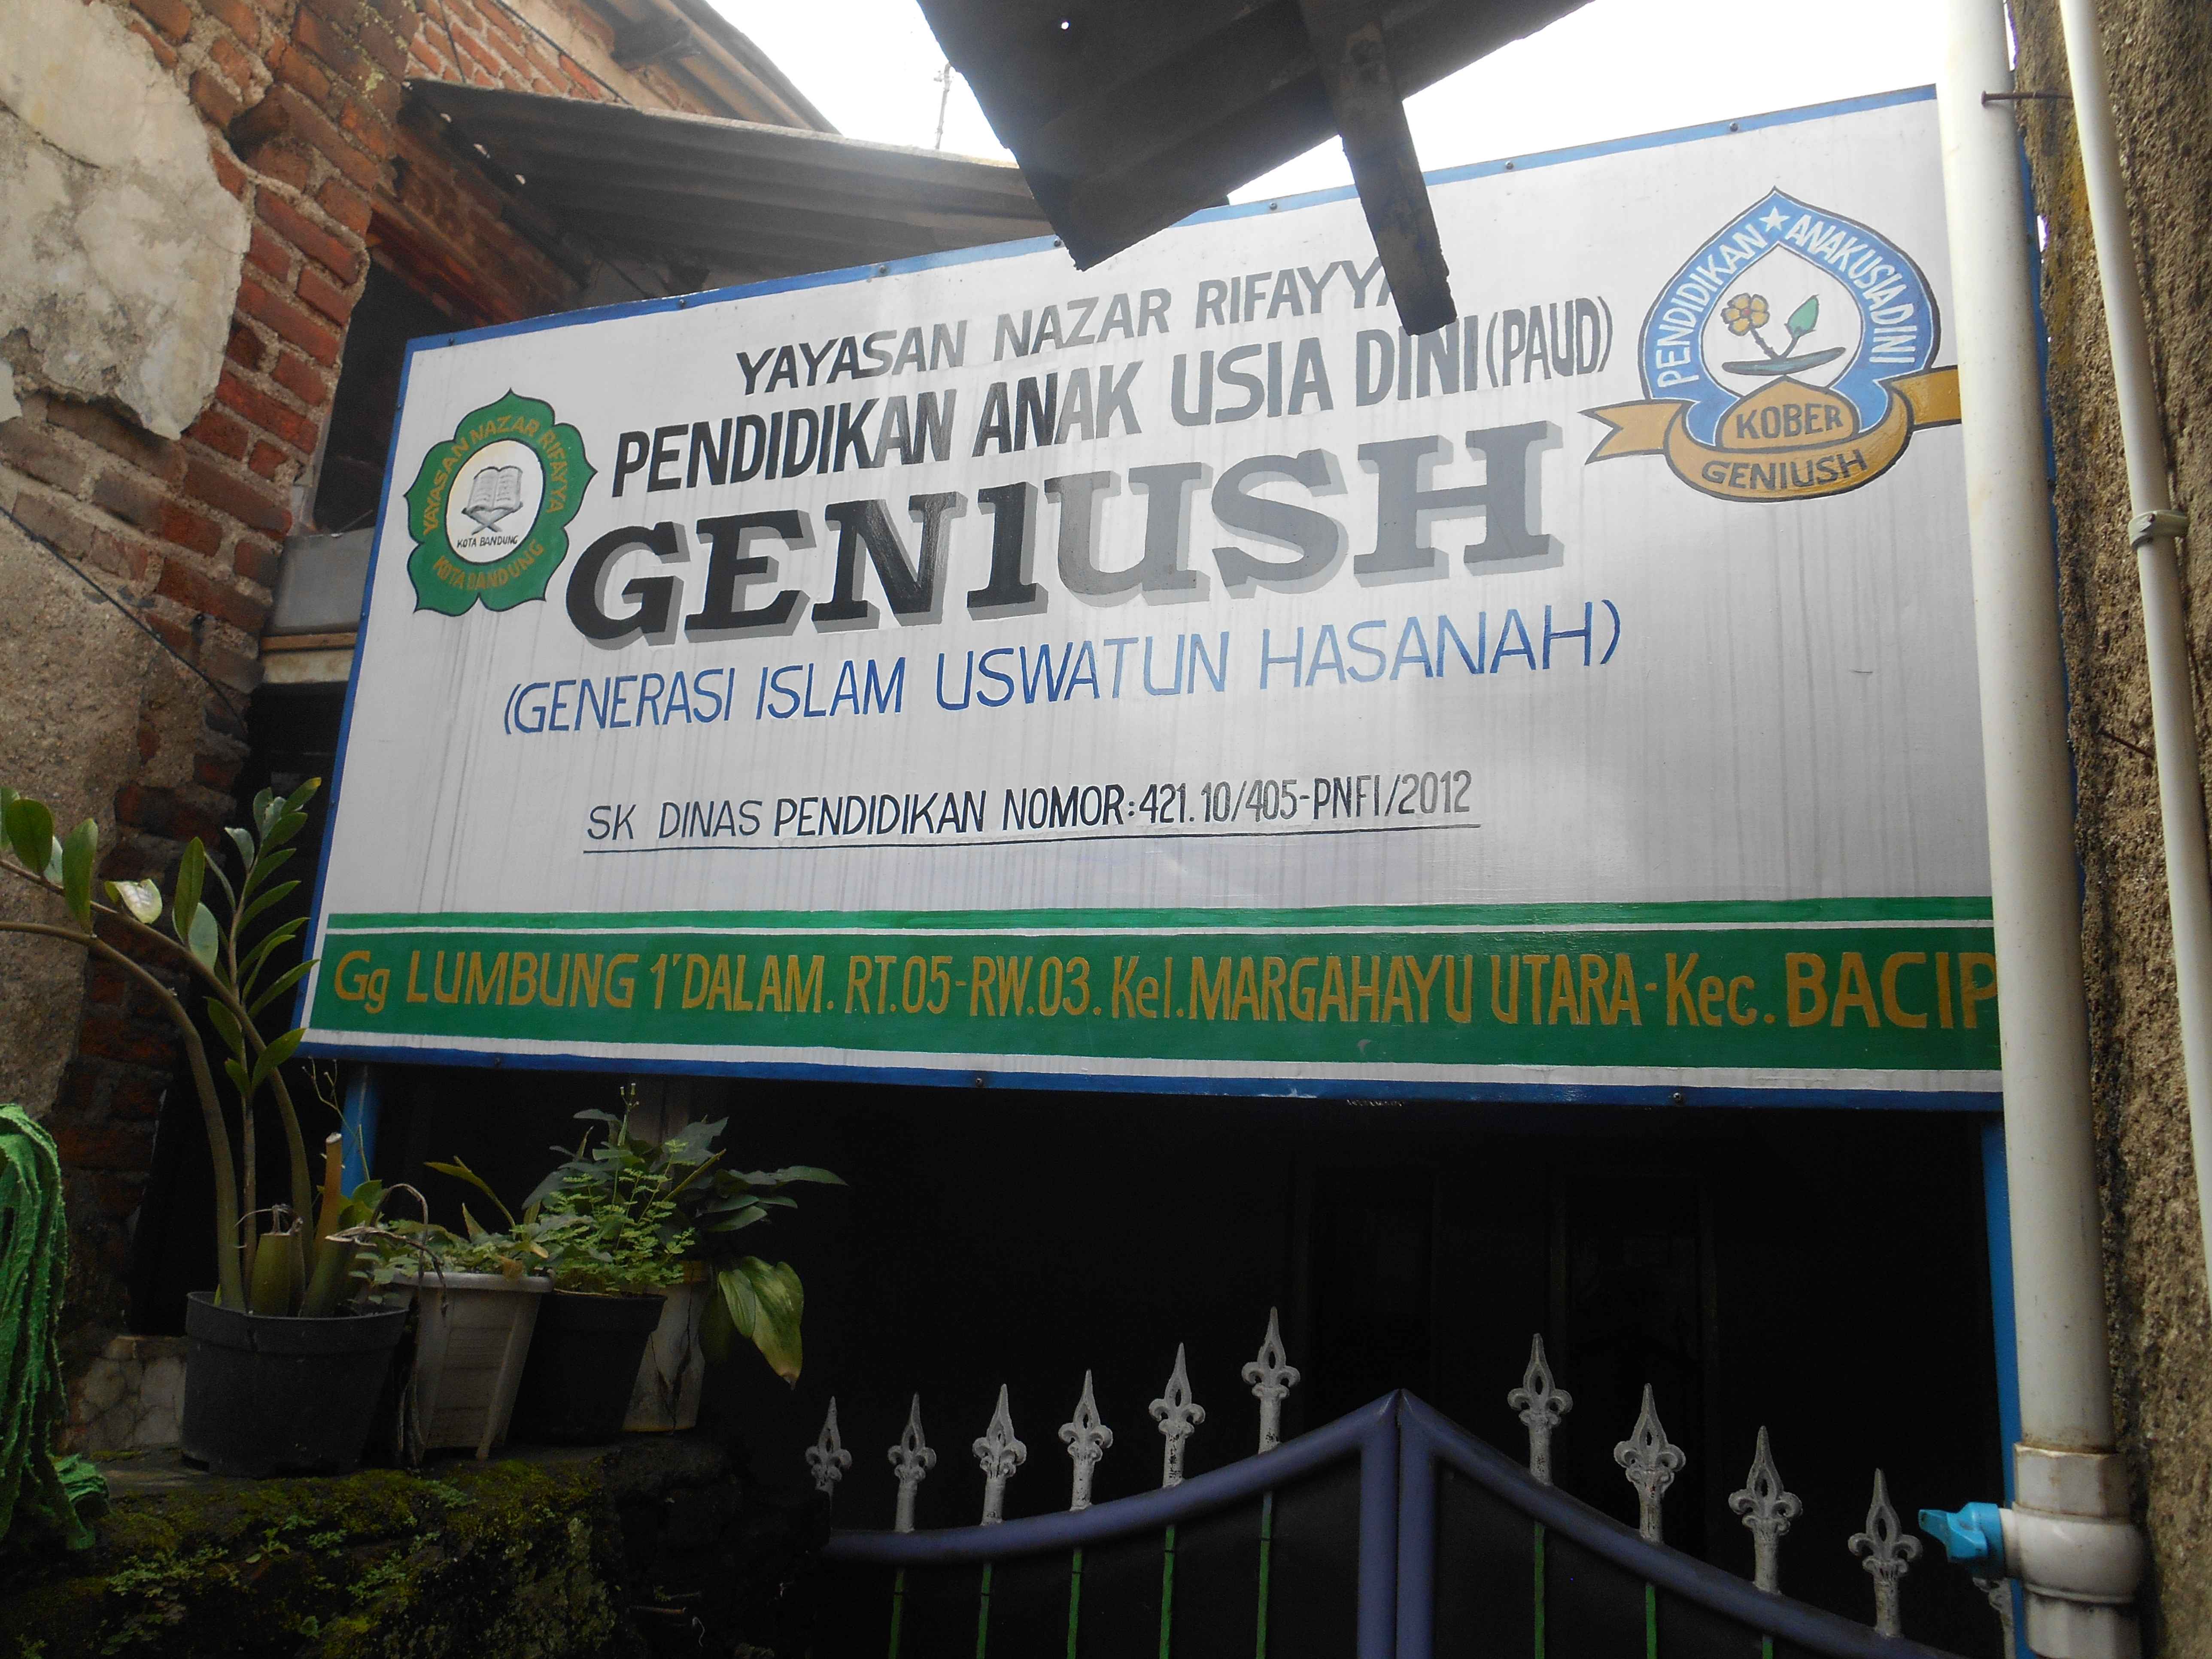 YAYASAN NAZAR RIFAYYA
PENDIDIKAN ANAK USIA DINI (PAUD)
GENIUSH
(GENERASI ISLAM USWATUN HASANAH)
SK DINAS PENDIDIKAN NOMOR:421.10/405-PNFI/2012
Gg LUMBUNG 1'DALAM. RT.05-RW.03. Kel.MARGAHAYU UTARA-Kec. BACIP
YAYASAN NAZAR RIFAYYA
KOTA BANDUNG
KOTA BANDUNG
PENDIDIKAN ANAK USIA DINI
KOBER
GENIUSH